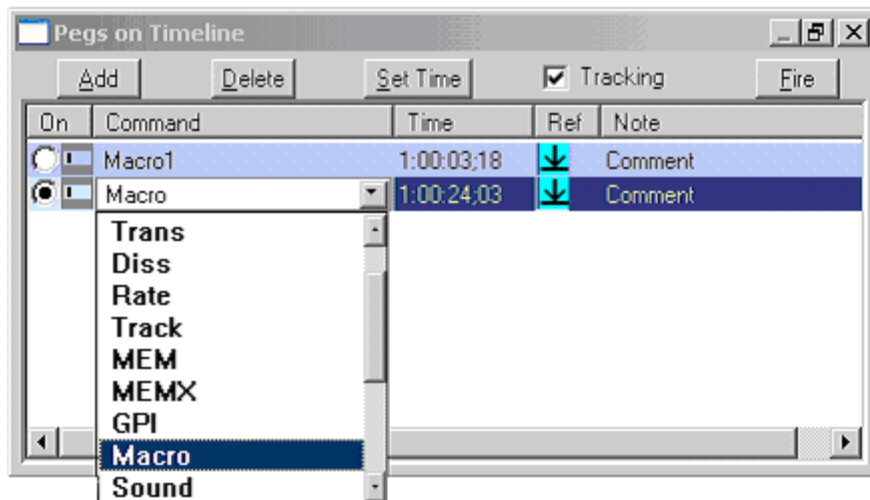 Pegs on Timeline
Add Delete Set Time Tracking Fire
On Command Time Ref Note
Macro1 1:00:03;18 Comment
Macro 1:00:24;03 Comment
Trans
Diss
Rate
Track
MEM
MEMX
GPI
Macro
Sound